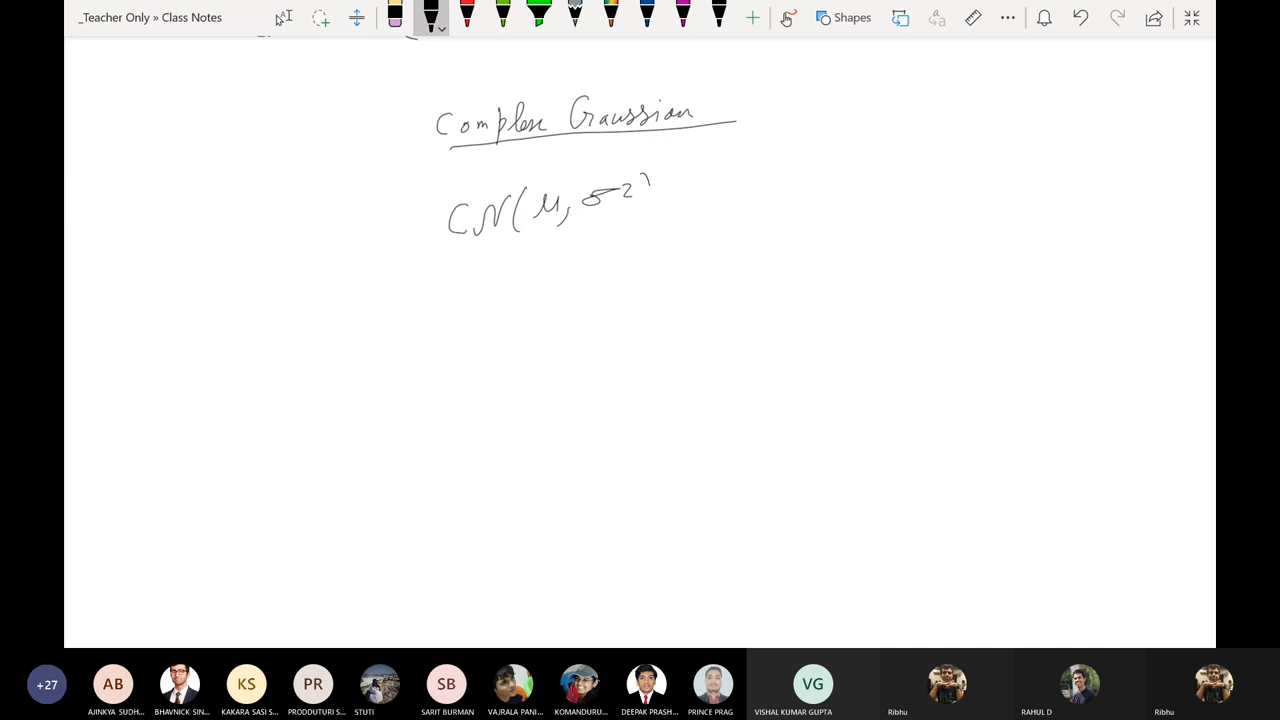 _Teacher Only » Class Notes
Shapes
Complex Gaussian
CN(μ, σ2)
+27
AB
KS
PR
SB
VG
AJINKYA SUDH...
BHAVNICK SIN...
KAKARA SASI S...
PRODDUTURI S...
STUTI
SARIT BURMAN
VAJRALA PANI...
KOMANDURU...
DEEPAK PRASH...
PRINCE PRAG
VISHAL KUMAR GUPTA
Ribhu
RAHUL D
Ribhu